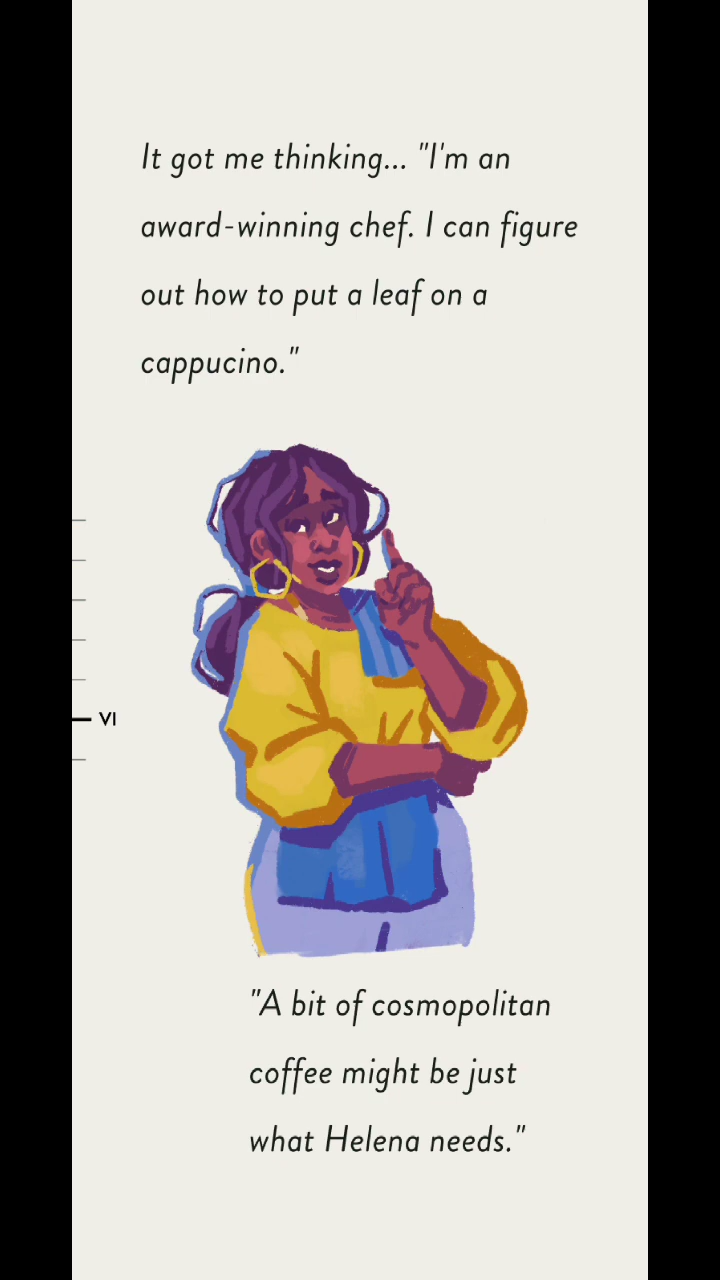 It got me thinking... "I'm an
award-winning chef. I can figure
out how to put a leaf on a
cappucino."
VI
"A bit of cosmopolitan
coffee might be just
what Helena needs."